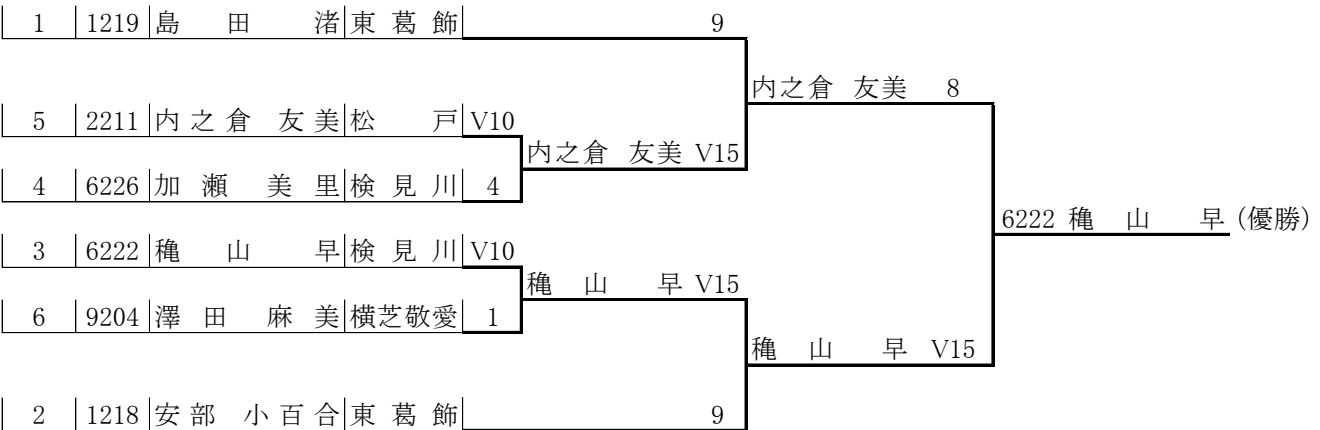 1 1219 島田 渚 東葛飾 9
内之倉 友美 8
5 2211 内之倉 友美 松戸 V10
内之倉 友美 V15
4 6226 加瀬 美里 検見川 4
6222 穐山 早 (優勝)
3 6222 穐山 早 検見川 V10
穐山 早 V15
6 9204 澤田 麻美 横芝敬愛 1
穐山 早 V15
2 1218 安部 小百合 東葛飾 9